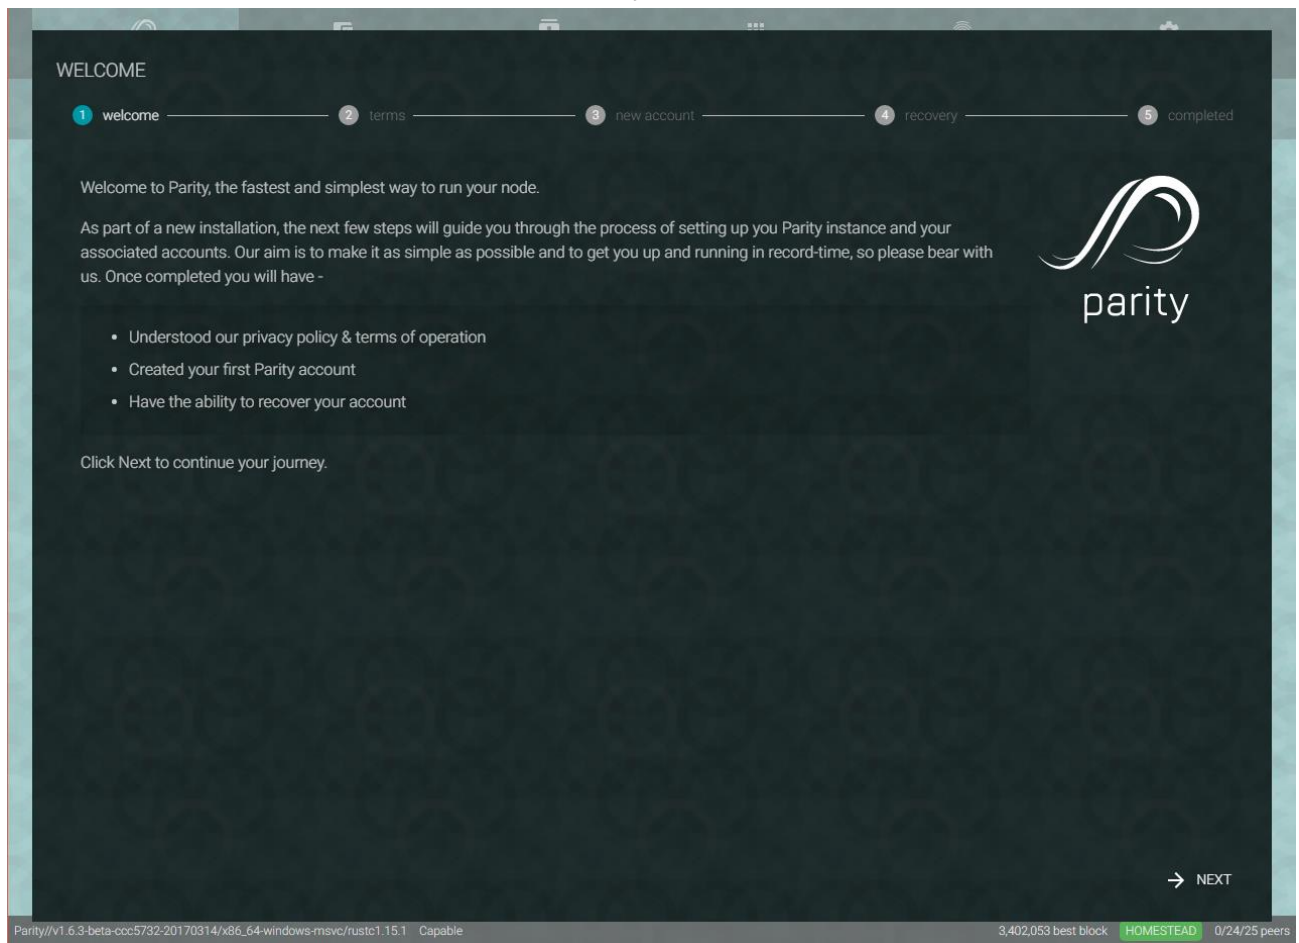 WELCOME
1 welcome 2 terms 3 new account 4 recovery 5 completed
Welcome to Parity, the fastest and simplest way to run your node.
As part of a new installation, the next few steps will guide you through the process of setting up you Parity instance and your
associated accounts. Our aim is to make it as simple as possible and to get you up and running in record-time, so please bear with
us. Once completed you will have -
parity
• Understood our privacy policy & terms of operation
• Created your first Parity account
• Have the ability to recover your account
Click Next to continue your journey.
→ NEXT
Parity//v1.6.3-beta-ccc5732-20170314/x86_64-windows-msvc/rustc1.15.1 Capable 3,402,053 best block HOMESTEAD 0/24/25 peers